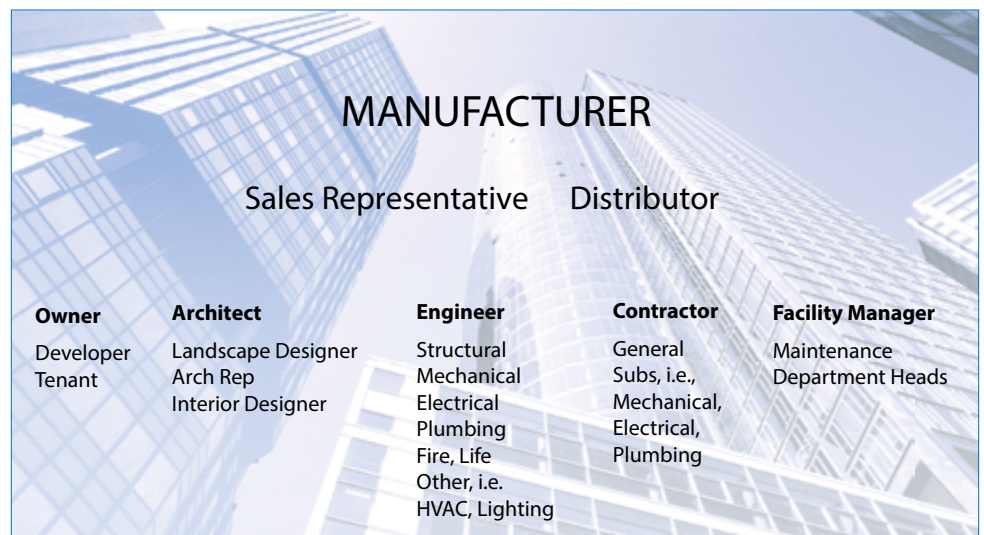 MANUFACTURER
Sales Representative Distributor
Owner
Developer
Tenant
Architect
Landscape Designer
Arch Rep
Interior Designer
Engineer
Structural
Mechanical
Electrical
Plumbing
Fire, Life
Other, i.e.
HVAC, Lighting
Contractor
General
Subs, i.e.,
Mechanical,
Electrical,
Plumbing
Facility Manager
Maintenance
Department Heads